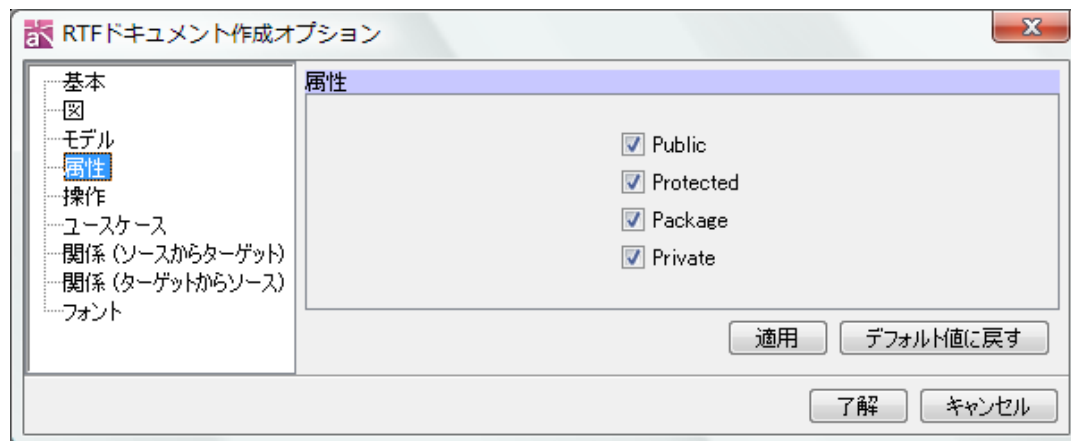 RTFドキュメント作成オプション
基本
図
モデル
属性
操作
ユースケース
関係 (ソースからターゲット)
関係 (ターゲットからソース)
フォント
属性
Public
Protected
Package
Private
適用
デフォルト値に戻す
了解
キャンセル